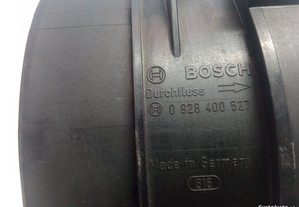 BOSCH
Durchfluss
0 928 400 527
Made in Germany